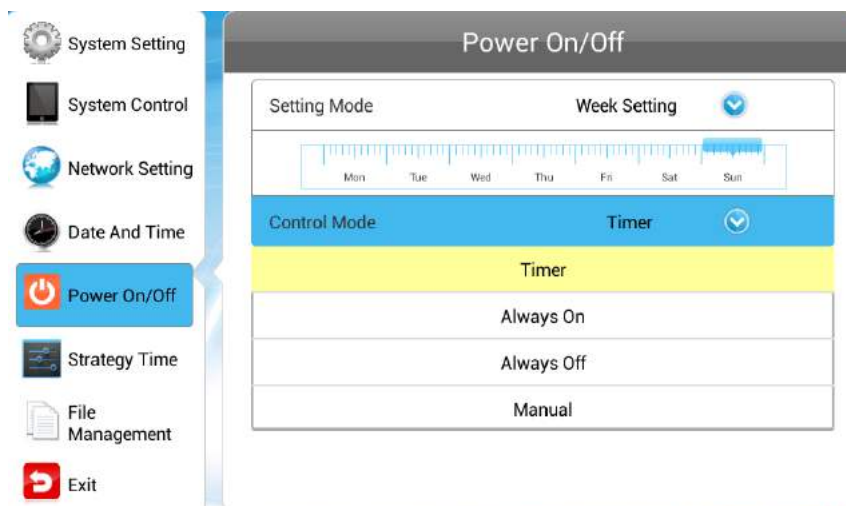 System Setting
System Control
Network Setting
Date And Time
Power On/Off
Strategy Time
File
Management
Exit
Power On/Off
Setting Mode Week Setting
Mon Tue Wed Thu Fri Sat Sun
Control Mode Timer
Timer
Always On
Always Off
Manual